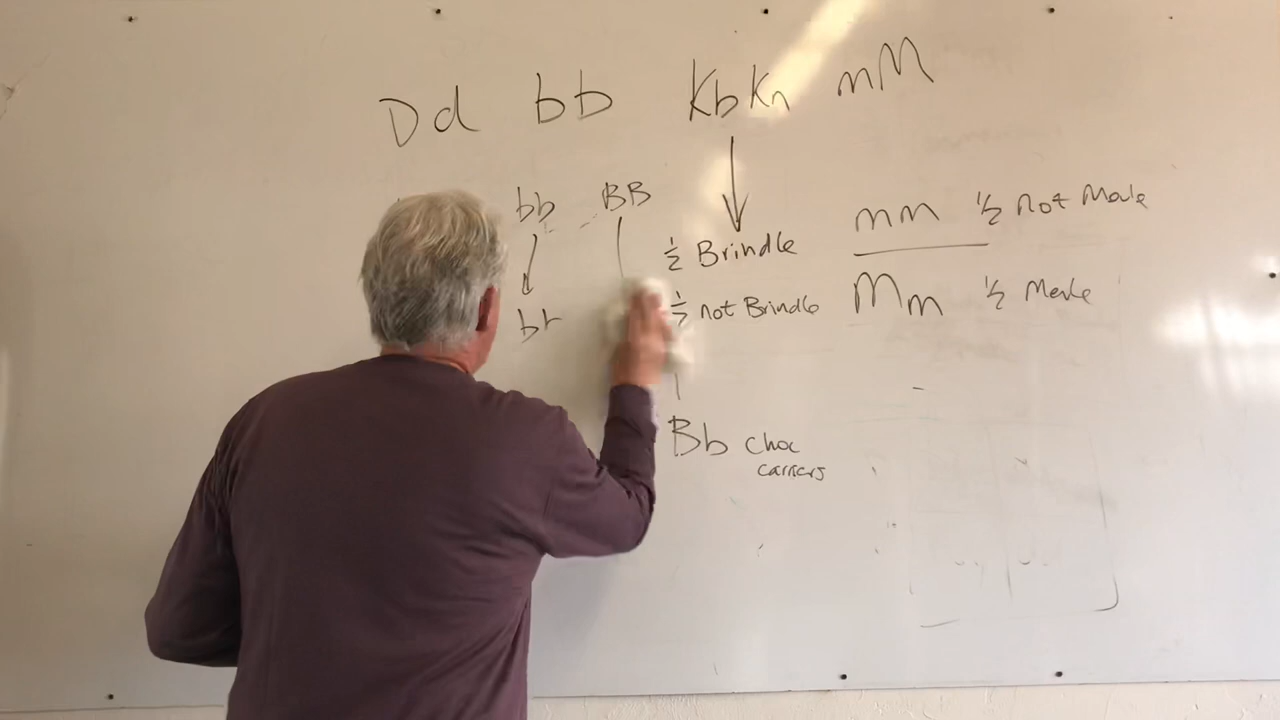 Dd bb KbKn mM
bb BB
mm ½ not Merle
½ Brindle
Mm ½ Merle
½ not Brindle
Bb choc
carriers